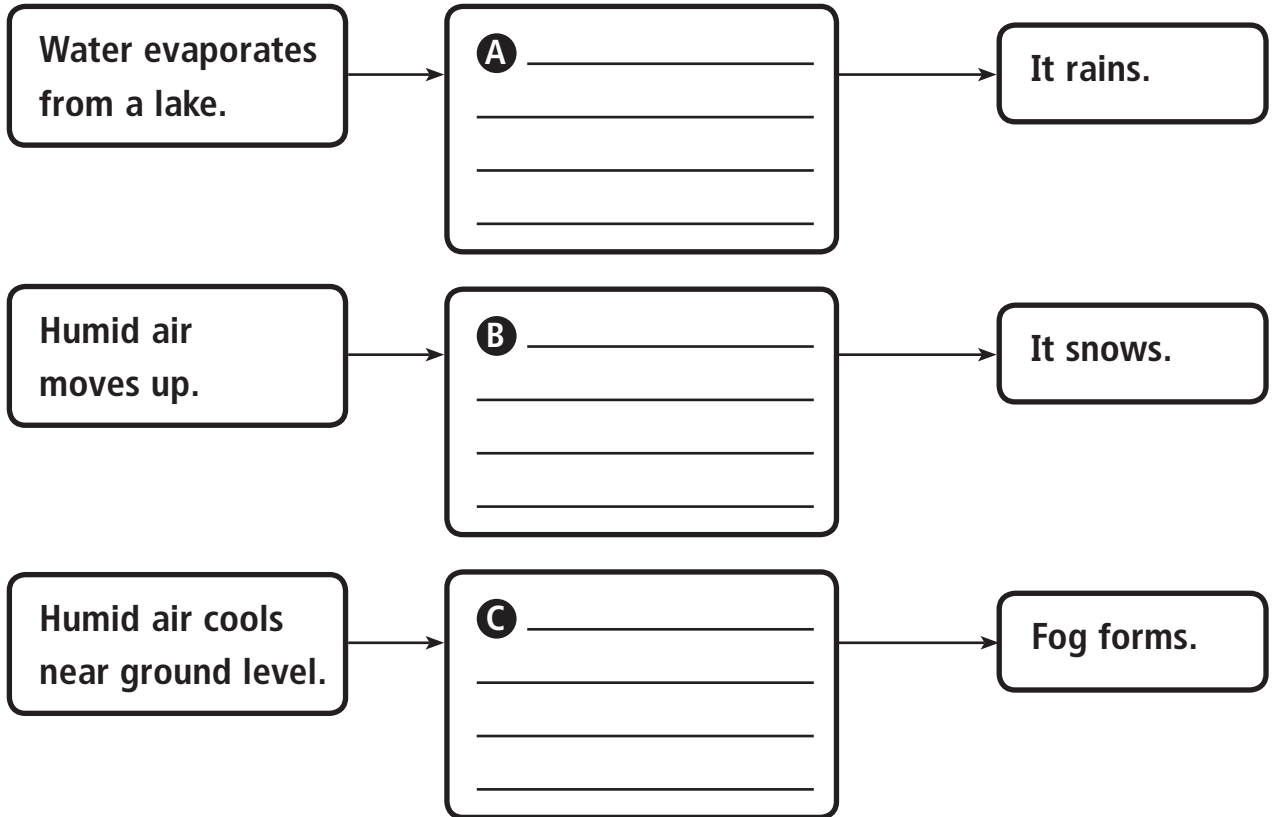 Water evaporates
from a lake.
A
It rains.
Humid air
moves up.
B
It snows.
Humid air cools
near ground level.
C
Fog forms.